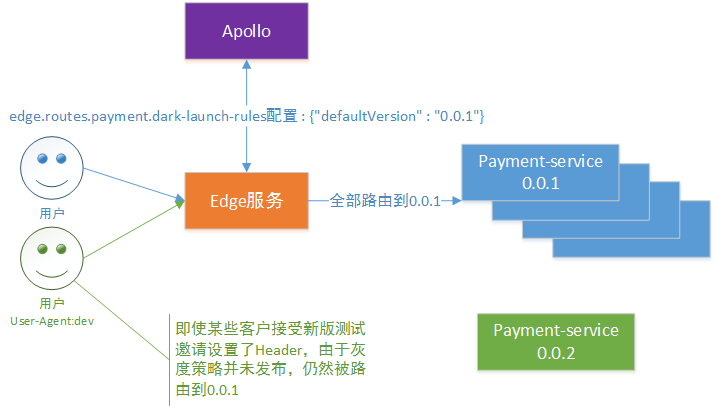 Apollo
edge.routes.payment.dark-launch-rules配置 : {"defaultVersion" : "0.0.1"}
用户
Edge服务
全部路由到0.0.1
Payment-service
0.0.1
用户
User-Agent:dev
即使某些客户接受新版测试
邀请设置了Header，由于灰
度策略并未发布，仍然被路
由到0.0.1
Payment-service
0.0.2